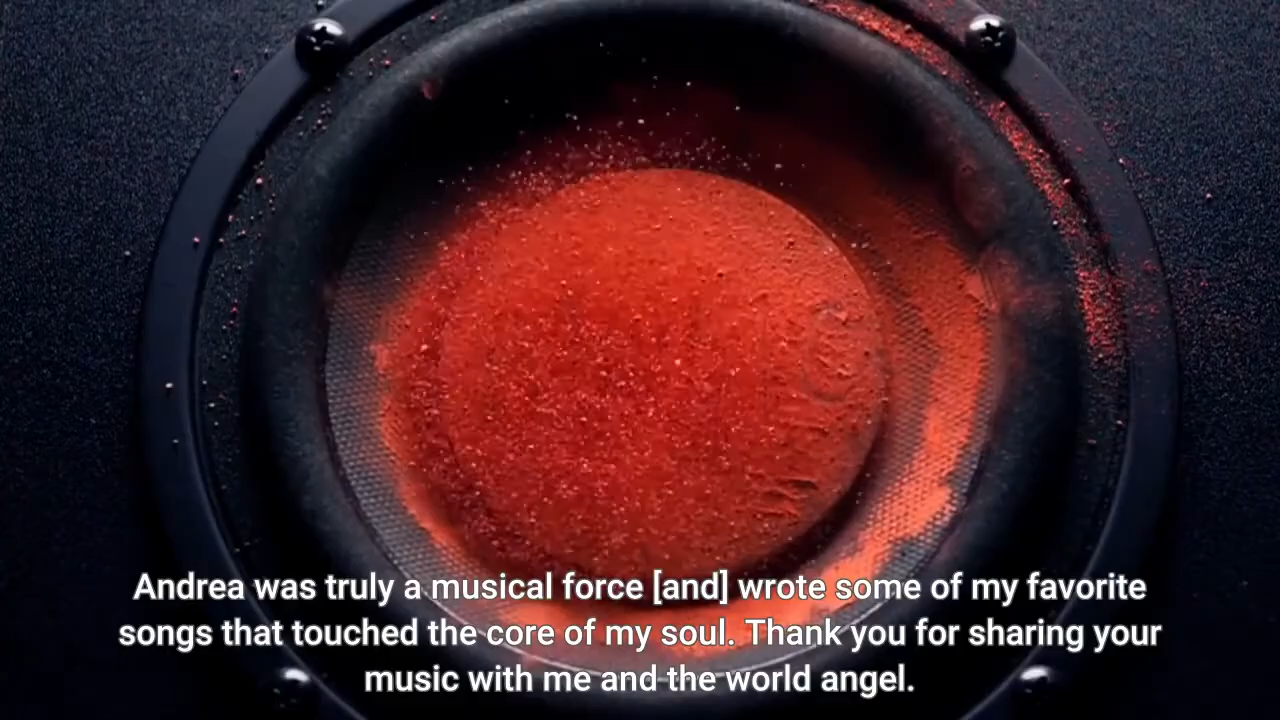 Andrea was truly a musical force [and] wrote some of my favorite
songs that touched the core of my soul. Thank you for sharing your
music with me and the world angel.